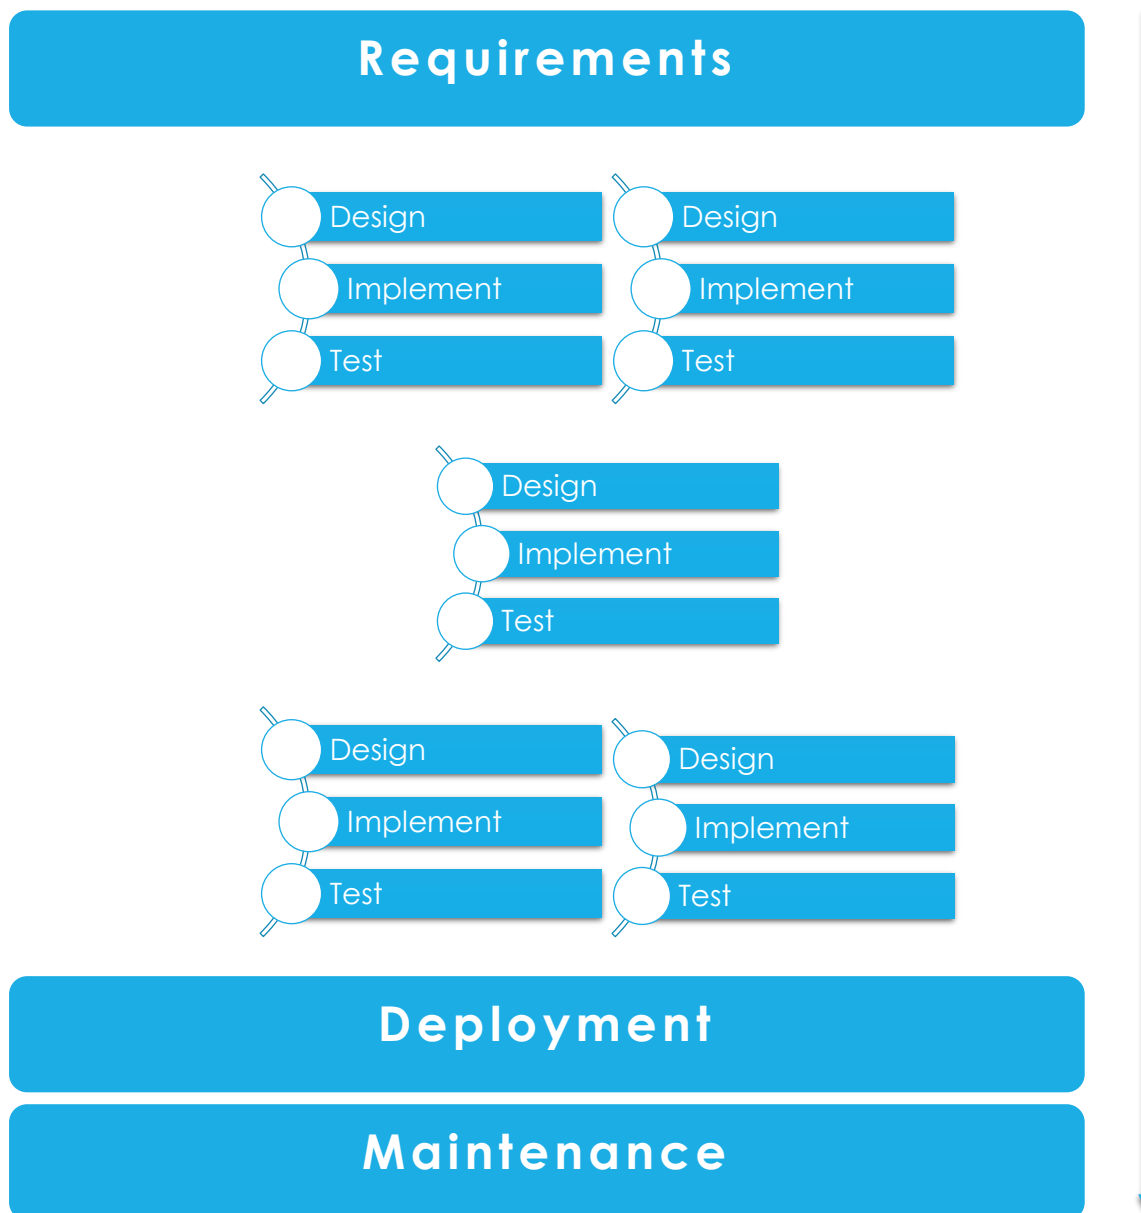 Requirements
Design
Implement
Test
Design
Implement
Test
Design
Implement
Test
Design
Implement
Test
Design
Implement
Test
Deployment
Maintenance